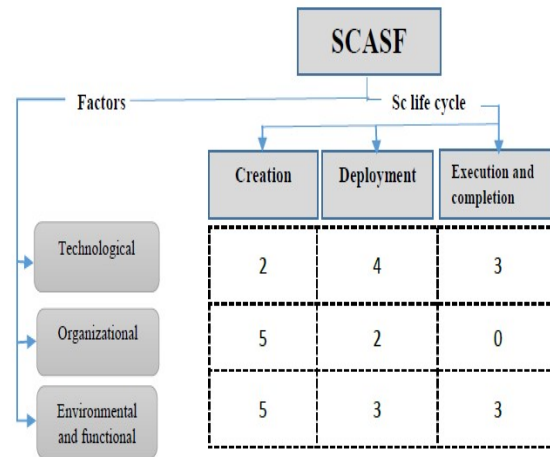 SCASF
Factors
Sc life cycle
Creation
Deployment
Execution and
completion
Technological
2
4
3
Organizational
5
2
0
Environmental
and functional
5
3
3